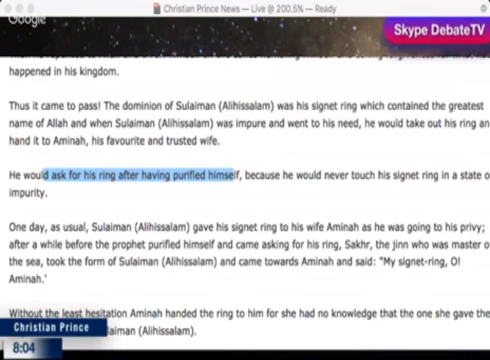 Christian Prince News — Live @ 200.5% — Ready
Google
Skype DebateTV
happened in his kingdom.
Thus it came to pass! The dominion of Sulaiman (Alihissalam) was his signet ring which contained the greatest
name of Allah and when Sulaiman (Alihissalam) was impure and went to his need, he would take out his ring an
hand it to Aminah, his favourite and trusted wife.
He would ask for his ring after having purified himself, because he would never touch his signet ring in a state o
impurity.
One day, as usual, Sulaiman (Alihissalam) gave his signet ring to his wife Aminah as he was going to his privy;
after a while before the prophet purified himself and came asking for his ring, Sakhr, the jinn who was master o
the sea, took the form of Sulaiman (Alihissalam) and came towards Aminah and said: "My signet-ring, O!
Aminah.'
Without the least hesitation Aminah handed the ring to him for she had no knowledge that the one she gave the
Christian Prince
laiman (Alihissalam).
8:04